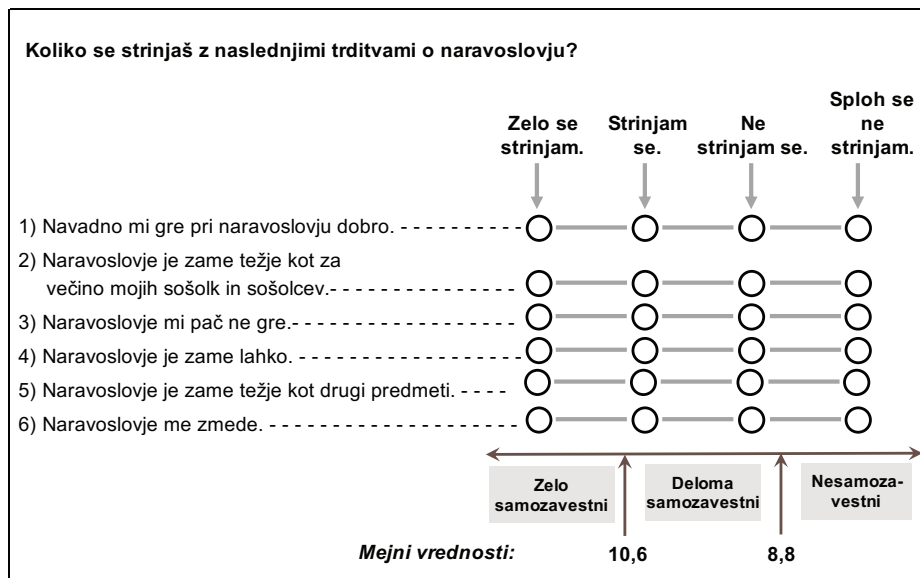 Koliko se strinjaš z naslednjimi trditvami o naravoslovju?
Zelo se
strinjam.
Strinjam
se.
Ne
strinjam se.
Sploh se
ne
strinjam.
1) Navadno mi gre pri naravoslovju dobro. - - - - - - - - - -
2) Naravoslovje je zame težje kot za
večino mojih sošolk in sošolcev.- - - - - - - - - - - - - - - -
3) Naravoslovje mi pač ne gre.- - - - - - - - - - - - - - - - - - -
4) Naravoslovje je zame lahko. - - - - - - - - - - - - - - - - - -
5) Naravoslovje je zame težje kot drugi predmeti. - - - -
6) Naravoslovje me zmede. - - - - - - - - - - - - - - - - - - - -
Zelo
samozavestni
Deloma
samozavestni
Nesamoza-
vestni
Mejni vrednosti: 10,6 8,8